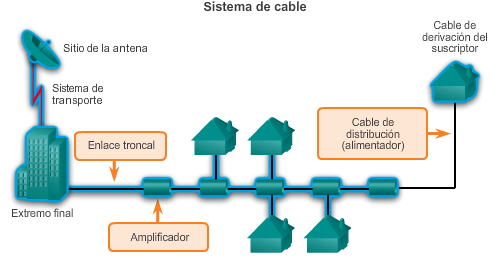 Sistema de cable
Sitio de la antena
Sistema de
transporte
Enlace troncal
Extremo final
Amplificador
Cable de
distribución
(alimentador)
Cable de
derivación del
suscriptor